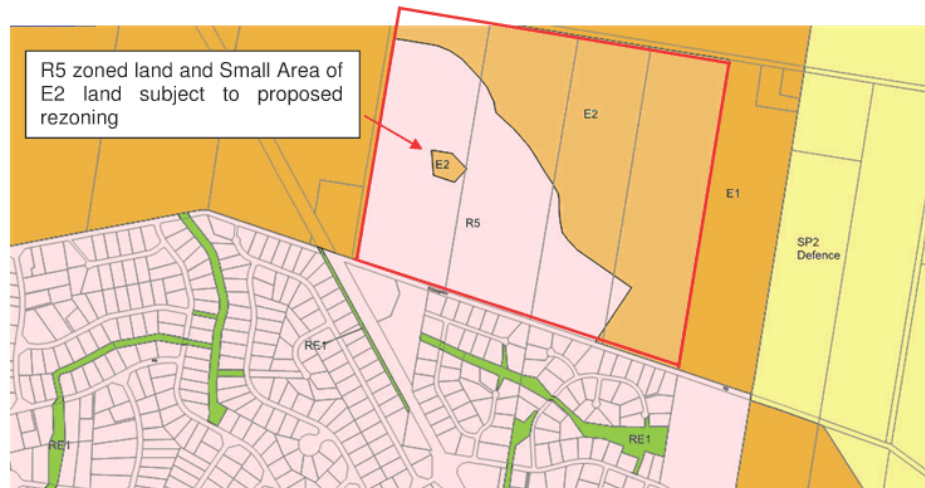 R5 zoned land and Small Area of
E2 land subject to proposed
rezoning
E2
E2
E1
R5
SP2
Defence
RE1
RE1
RE1